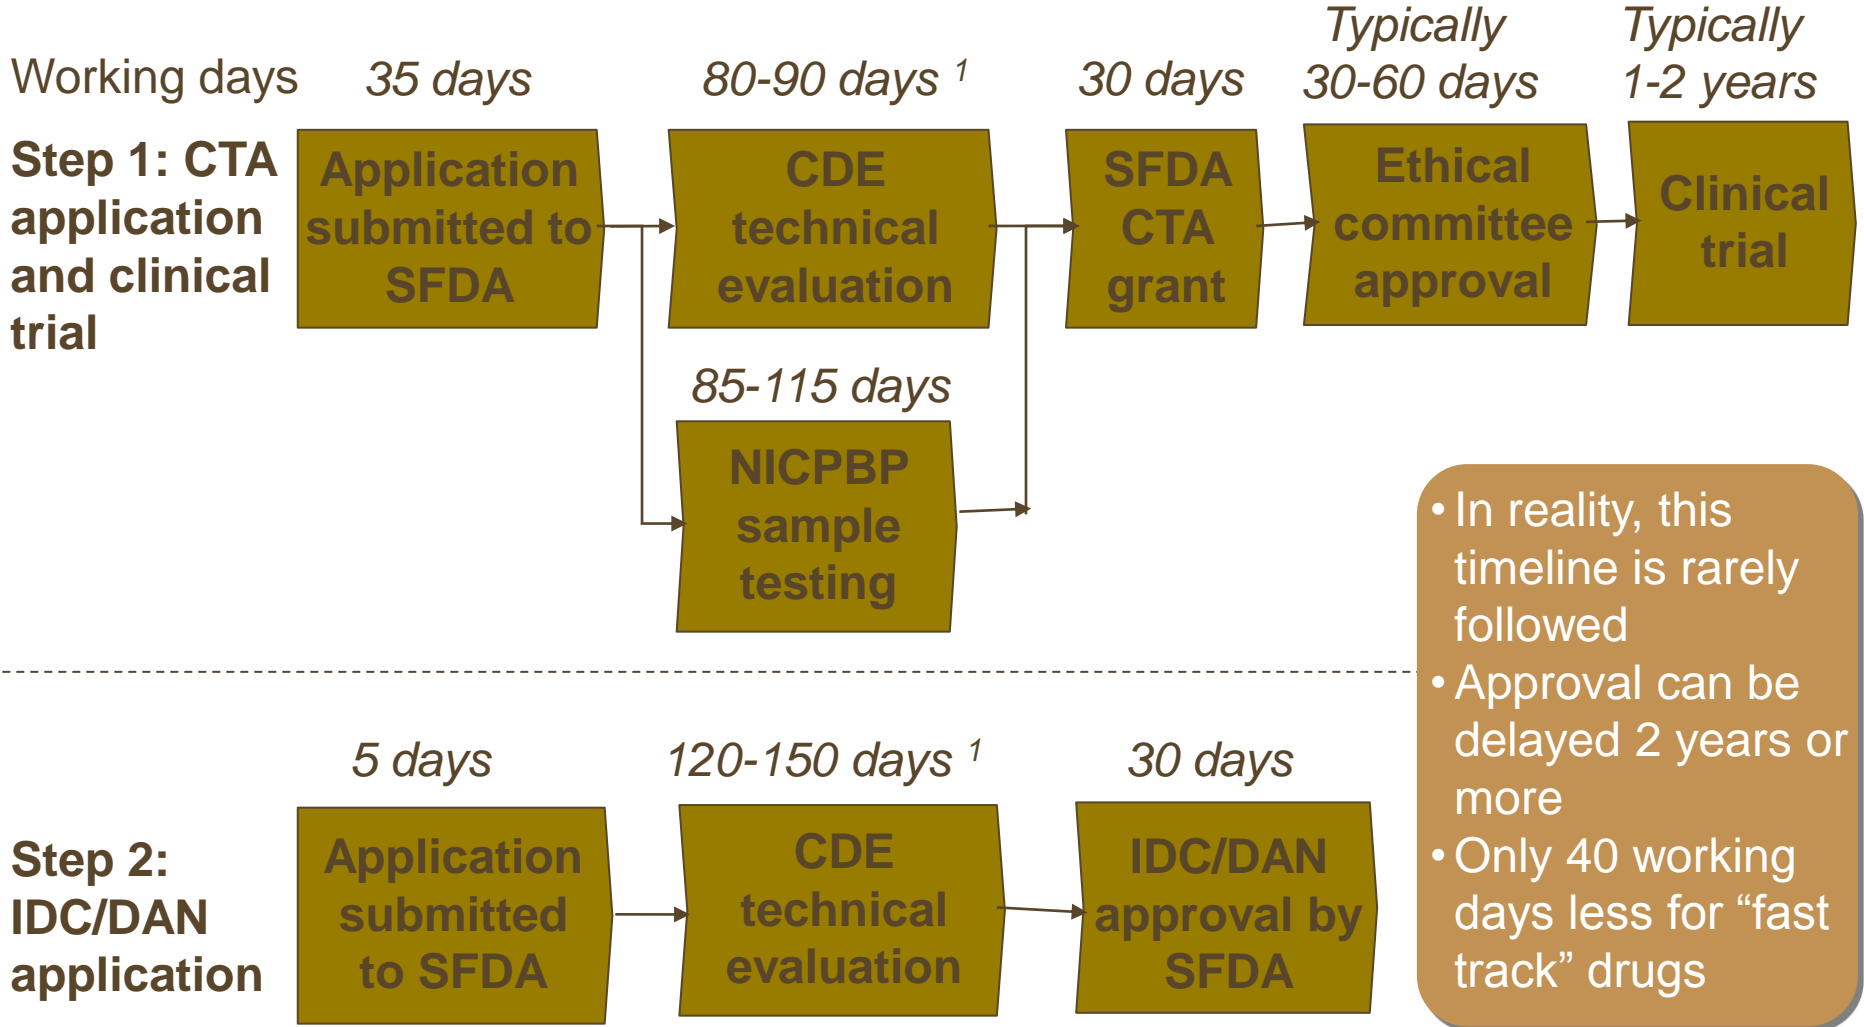 Working days
35 days
80-90 days 1
30 days
Typically
30-60 days
Typically
1-2 years
Step 1: CTA
application
and clinical
trial
Application
submitted to
SFDA
CDE
technical
evaluation
SFDA
CTA
grant
Ethical
committee
approval
Clinical
trial
85-115 days
NICPBP
sample
testing
5 days
120-150 days 1
30 days
Step 2:
IDC/DAN
application
Application
submitted
to SFDA
CDE
technical
evaluation
IDC/DAN
approval by
SFDA
• In reality, this
timeline is rarely
followed
• Approval can be
delayed 2 years or
more
• Only 40 working
days less for “fast
track” drugs